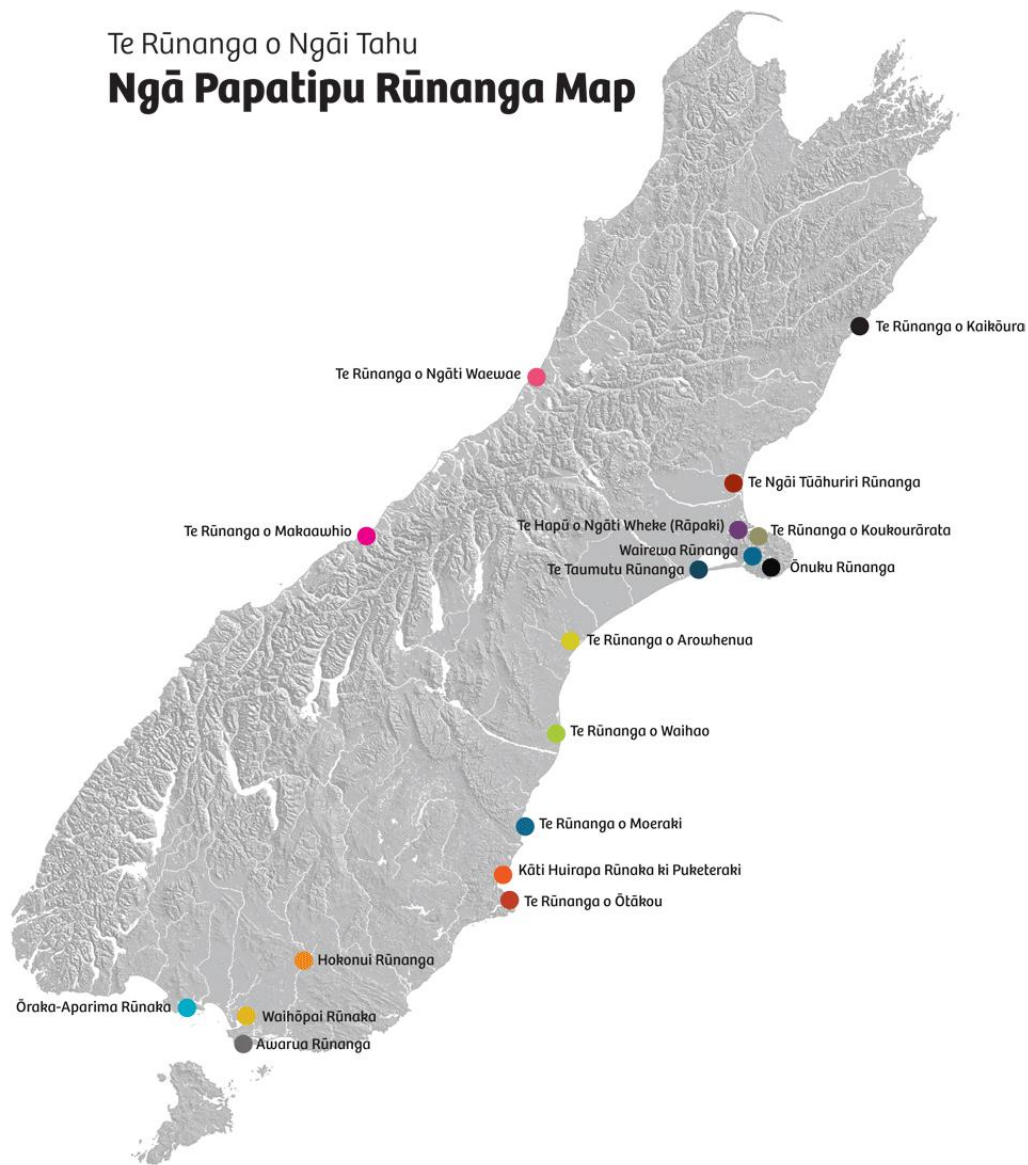 Te Rūnanga o Ngāi Tahu
Ngā Papatipu Rūnanga Map
Te Rūnanga o Kaikōura
Te Rūnanga o Ngāti Waewae
Te Ngāi Tūāhuriri Rūnanga
Te Hapū o Ngāti Wheke (Rāpaki)
Te Rūnanga o Koukourārata
Te Rūnanga o Makaawhio
Wairewa Rūnanga
Te Taumutu Rūnanga
Ōnuku Rūnanga
Te Rūnanga o Arowhenua
Te Rūnanga o Waihao
Te Rūnanga o Moeraki
Kāti Huirapa Rūnaka ki Puketeraki
Te Rūnanga o Ōtākou
Hokonui Rūnanga
Ōraka-Aparima Rūnaka
Waihōpai Rūnaka
Awarua Rūnanga